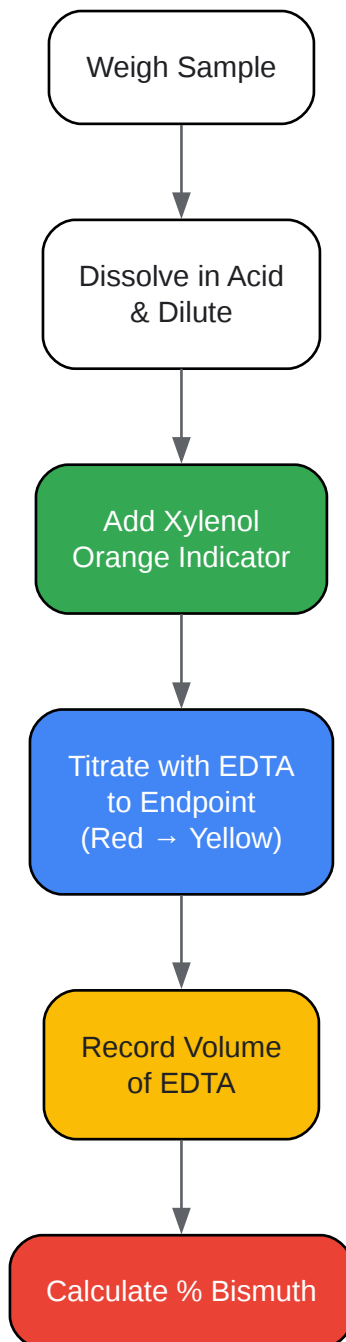 Weigh Sample
Dissolve in Acid
& Dilute
Add Xylenol
Orange Indicator
Titrate with EDTA
to Endpoint
(Red → Yellow)
Record Volume
of EDTA
Calculate % Bismuth